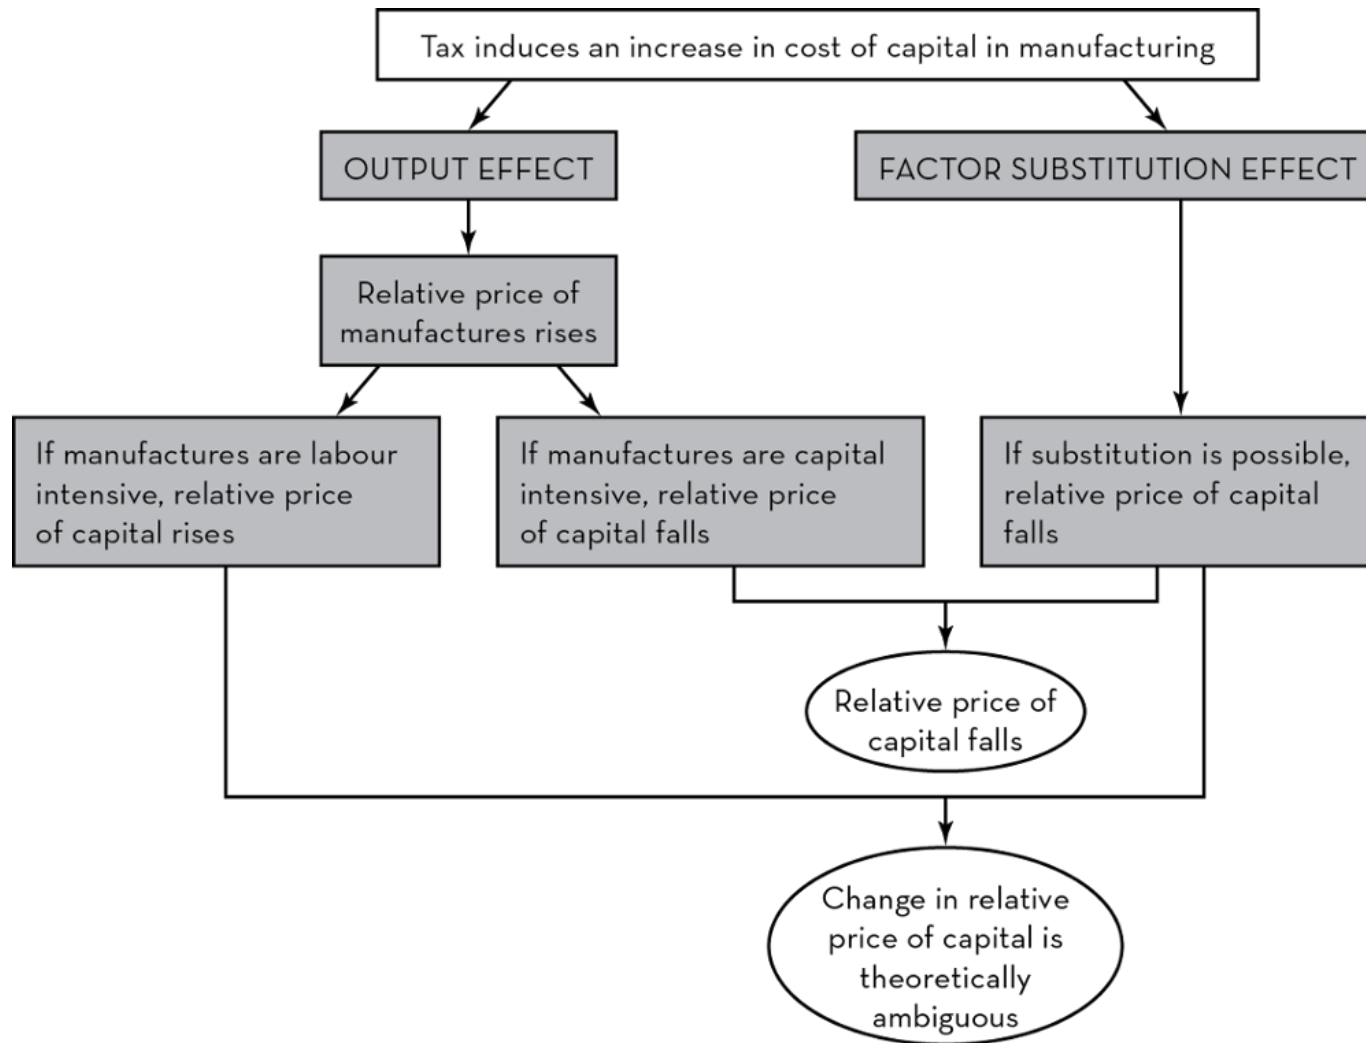 Tax induces an increase in cost of capital in manufacturing
OUTPUT EFFECT
FACTOR SUBSTITUTION EFFECT
Relative price of
manufactures rises
If manufactures are labour
intensive, relative price
of capital rises
If manufactures are capital
intensive, relative price
of capital falls
If substitution is possible,
relative price of capital
falls
Relative price of
capital falls
Change in relative
price of capital is
theoretically
ambiguous